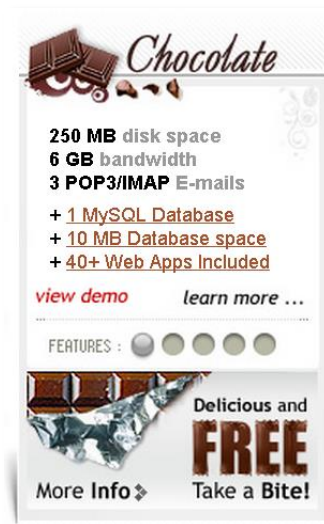 Chocolate
250 MB disk space
6 GB bandwidth
3 POP3/IMAP E-mails
+ 1 MySQL Database
+ 10 MB Database space
+ 40+ Web Apps Included
view demo learn more ...
FEATURES :
Delicious and
FREE
More Info Take a Bite!